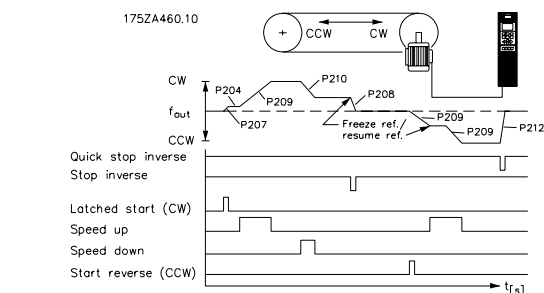 175ZA460.10
CCW
CW
CW
P204
P210
P209
P208
fout
P207
Freeze ref./
resume ref.
P209
P209
P212
CCW
Quick stop inverse
Stop inverse
Latched start (CW)
Speed up
Speed down
Start reverse (CCW)
t[s]